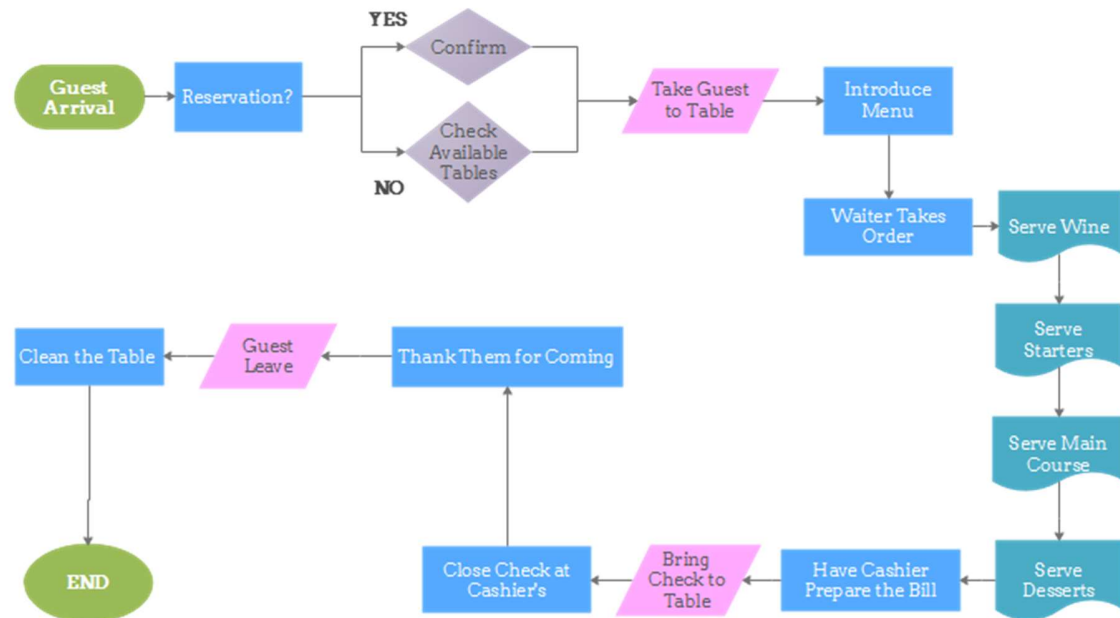 YES
Confirm
Guest
Arrival
Reservation?
Check
Available
Tables
NO
Take Guest
to Table
Introduce
Menu
Waiter Takes
Order
Serve Wine
Serve
Starters
Serve Main
Course
Serve
Desserts
Have Cashier
Prepare the Bill
Bring
Check to
Table
Close Check at
Cashier's
Thank Them for Coming
Guest
Leave
Clean the Table
END